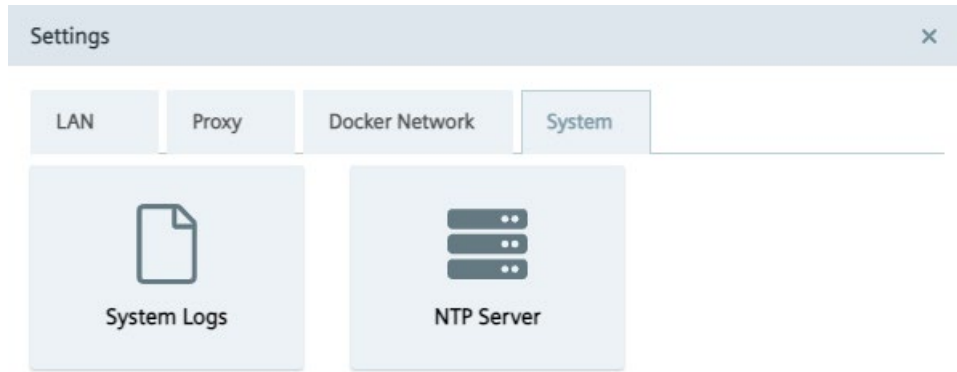 Settings
LAN Proxy Docker Network System
System Logs NTP Server